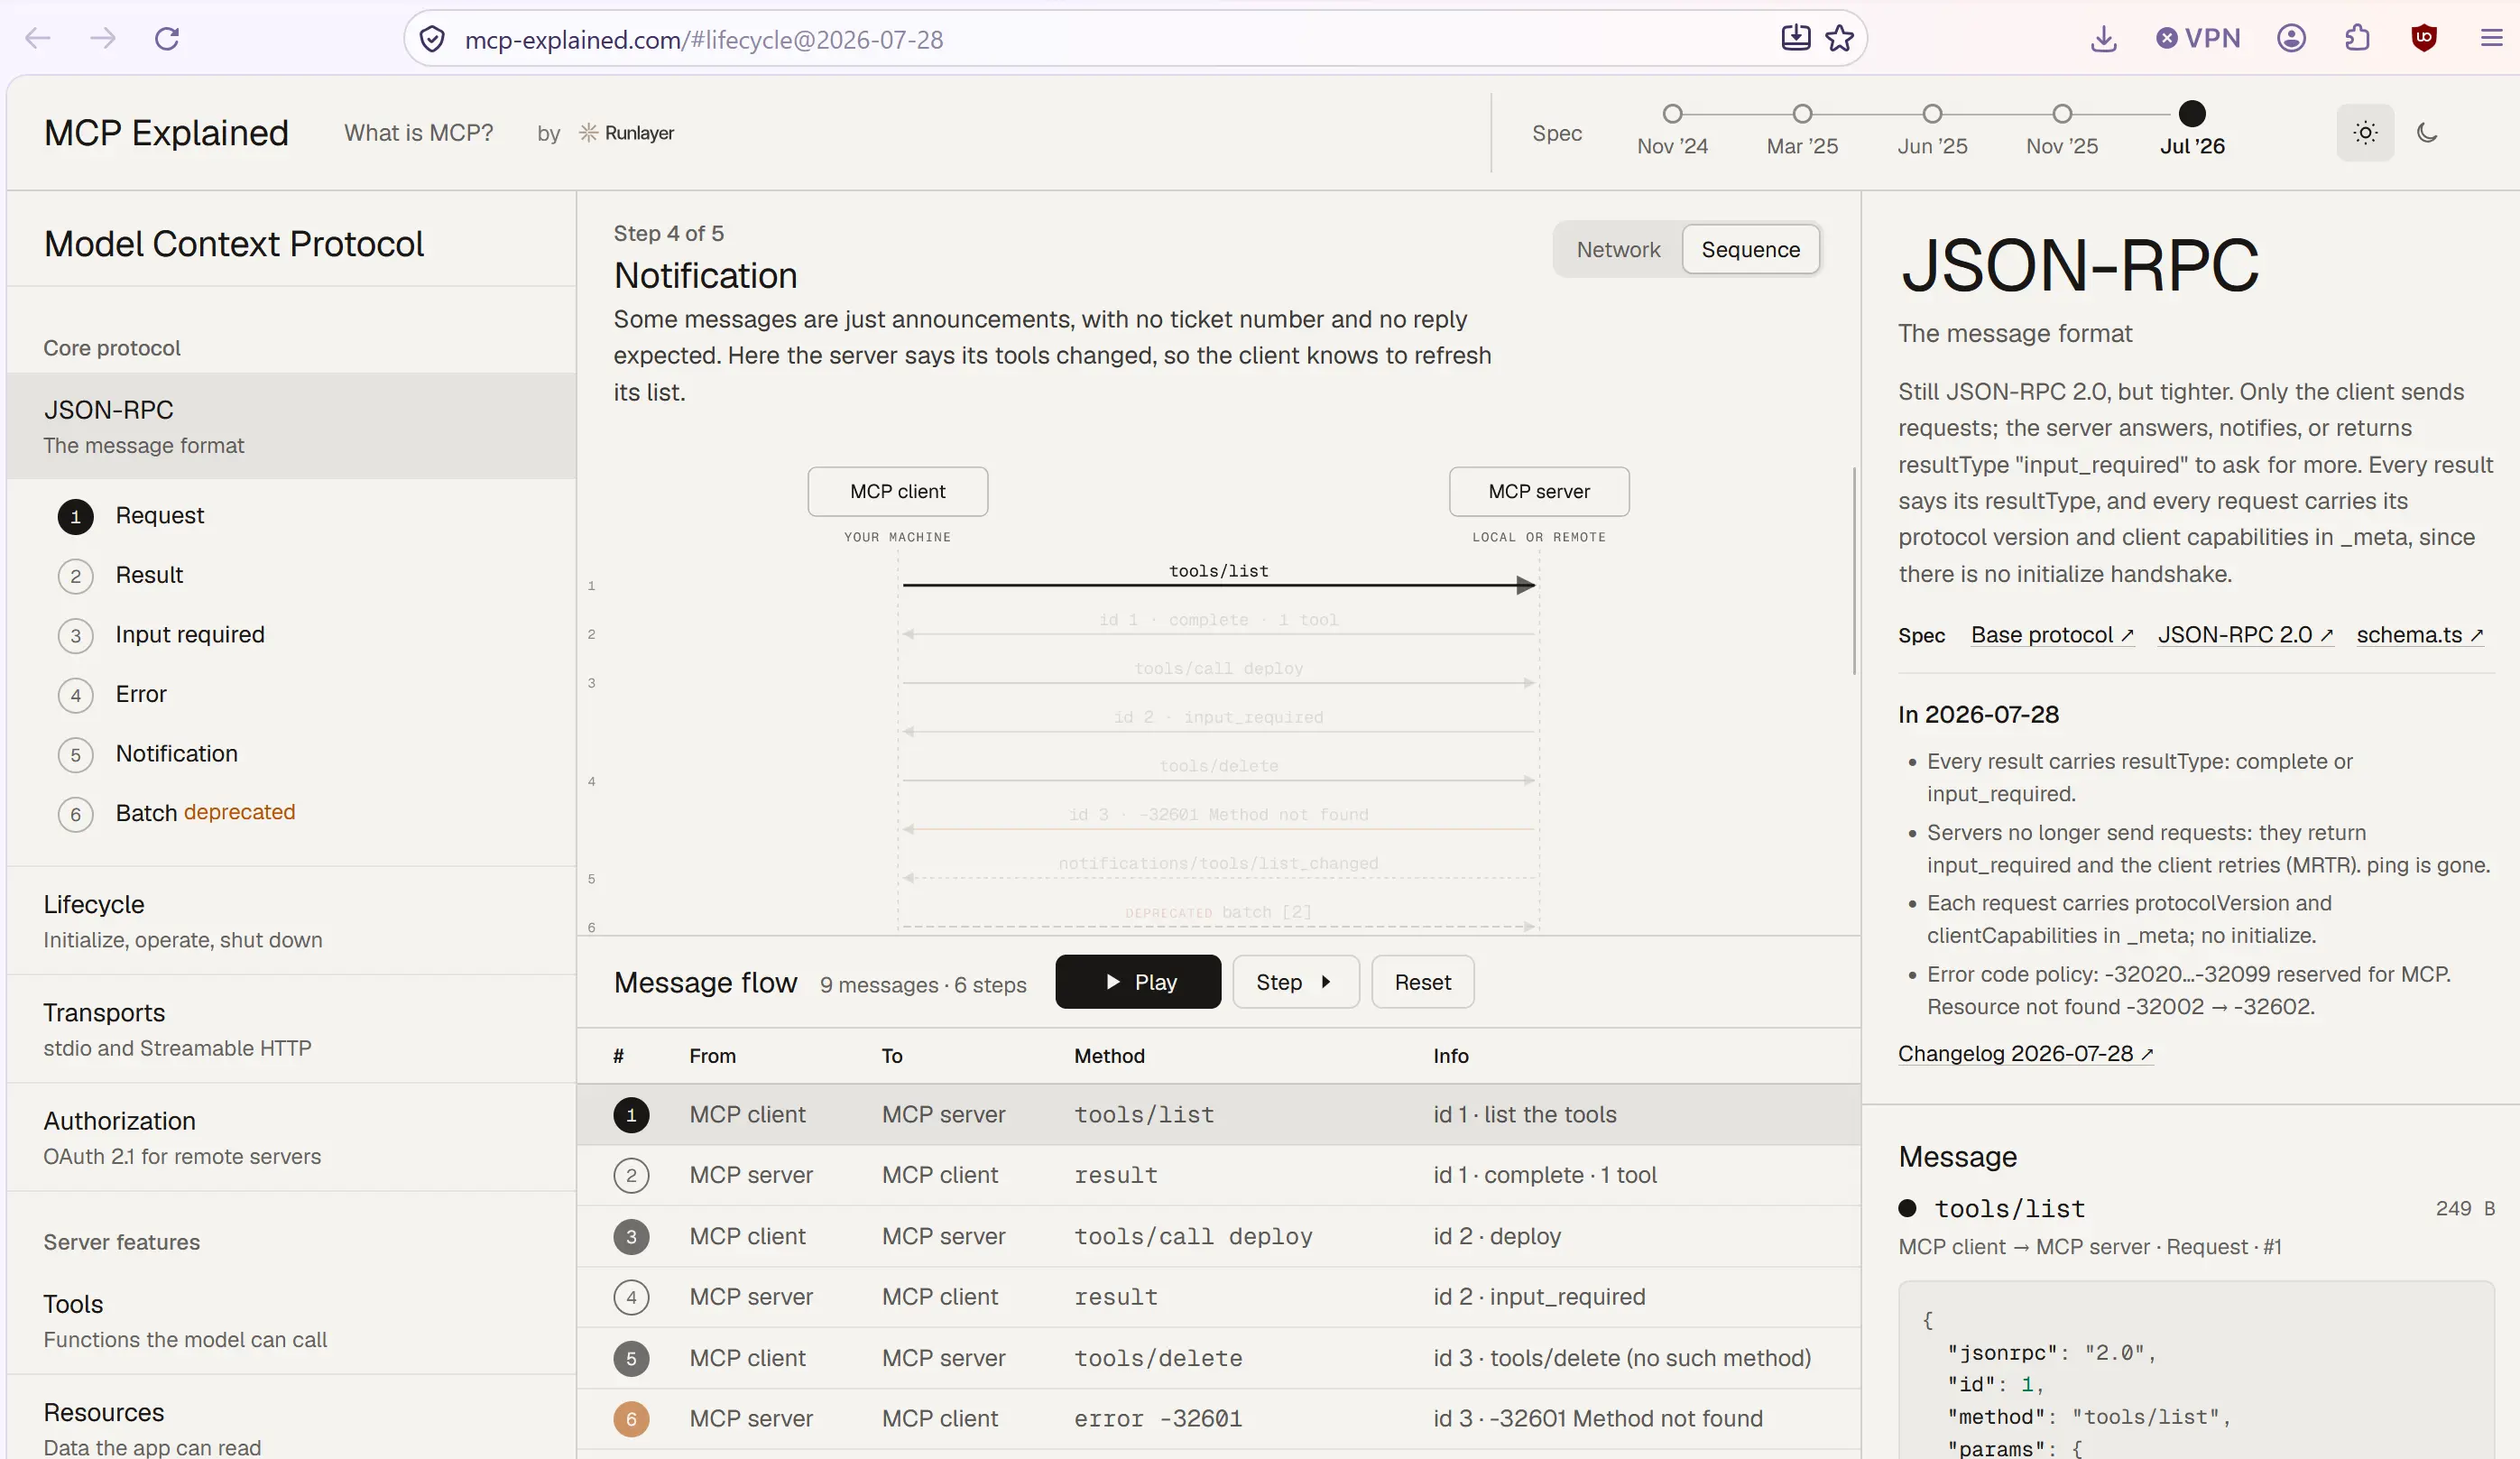 mcp-explained.com/#lifecycle@2026-07-28
VPN
MCP Explained
What is MCP?
by Runlayer
Spec
Nov ’24
Mar ’25
Jun ’25
Nov ’25
Jul ’26
Model Context Protocol
Core protocol
JSON-RPC
The message format
1 Request
2 Result
3 Input required
4 Error
5 Notification
6 Batch deprecated
Lifecycle
Initialize, operate, shut down
Transports
stdio and Streamable HTTP
Authorization
OAuth 2.1 for remote servers
Server features
Tools
Functions the model can call
Resources
Data the app can read
Step 4 of 5
Notification
Some messages are just announcements, with no ticket number and no reply
expected. Here the server says its tools changed, so the client knows to refresh
its list.
Network
Sequence
MCP client
MCP server
YOUR MACHINE
LOCAL OR REMOTE
tools/list
1
id 1 · complete · 1 tool
2
tools/call deploy
3
id 2 · input_required
tools/delete
4
id 3 · -32601 Method not found
notifications/tools/list_changed
5
DEPRECATED batch [2]
6
Message flow 9 messages · 6 steps
Play
Step
Reset
# From To Method Info
1 MCP client MCP server tools/list id 1 · list the tools
2 MCP server MCP client result id 1 · complete · 1 tool
3 MCP client MCP server tools/call deploy id 2 · deploy
4 MCP server MCP client result id 2 · input_required
5 MCP client MCP server tools/delete id 3 · tools/delete (no such method)
6 MCP server MCP client error -32601 id 3 · -32601 Method not found
JSON-RPC
The message format
Still JSON-RPC 2.0, but tighter. Only the client sends
requests; the server answers, notifies, or returns
resultType "input_required" to ask for more. Every result
says its resultType, and every request carries its
protocol version and client capabilities in _meta, since
there is no initialize handshake.
Spec Base protocol ↗ JSON-RPC 2.0 ↗ schema.ts ↗
In 2026-07-28
• Every result carries resultType: complete or
input_required.
• Servers no longer send requests: they return
input_required and the client retries (MRTR). ping is gone.
• Each request carries protocolVersion and
clientCapabilities in _meta; no initialize.
• Error code policy: -32020…-32099 reserved for MCP.
Resource not found -32002 → -32602.
Changelog 2026-07-28 ↗
Message
tools/list 249 B
MCP client → MCP server · Request · #1
{
"jsonrpc": "2.0",
"id": 1,
"method": "tools/list",
"params": {